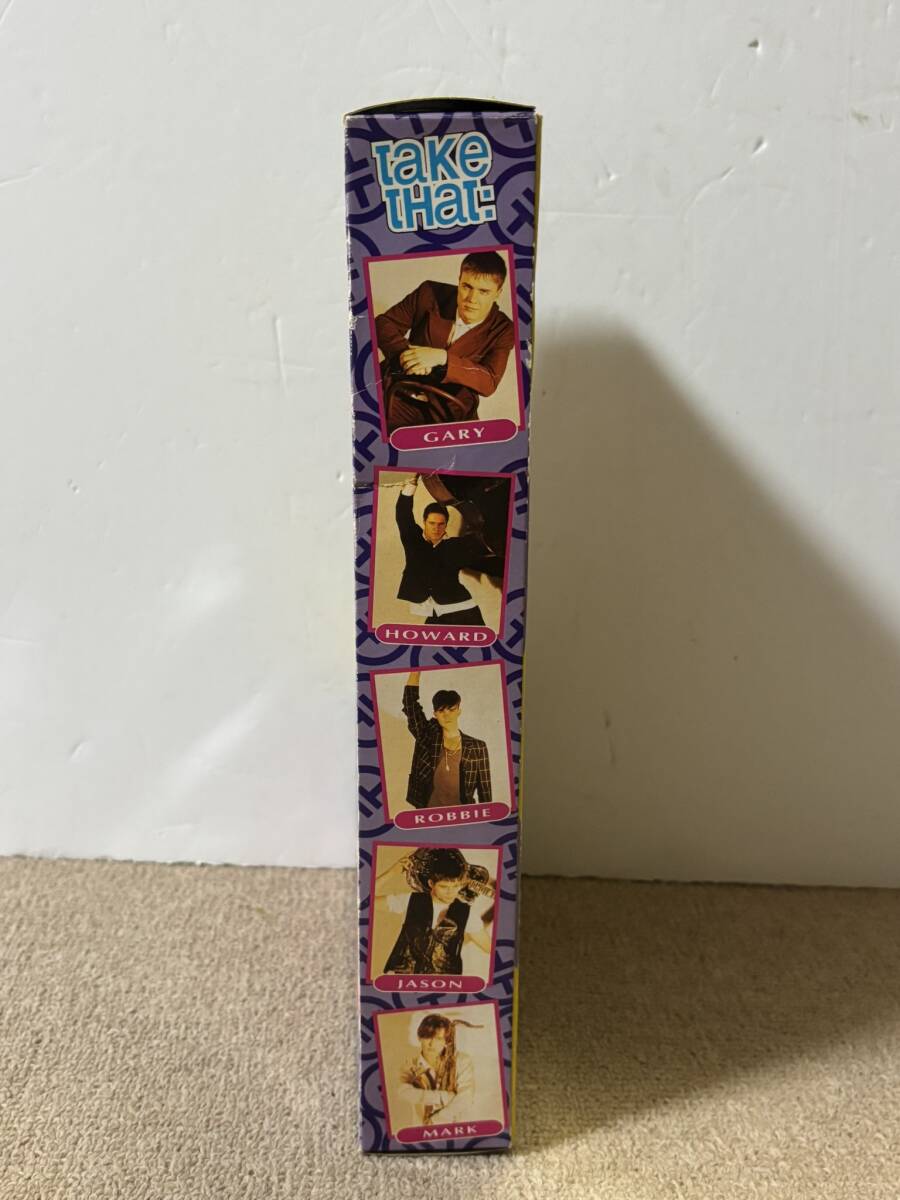 take
tHat:
GARY
HOWARD
ROBBIE
JASON
MARK